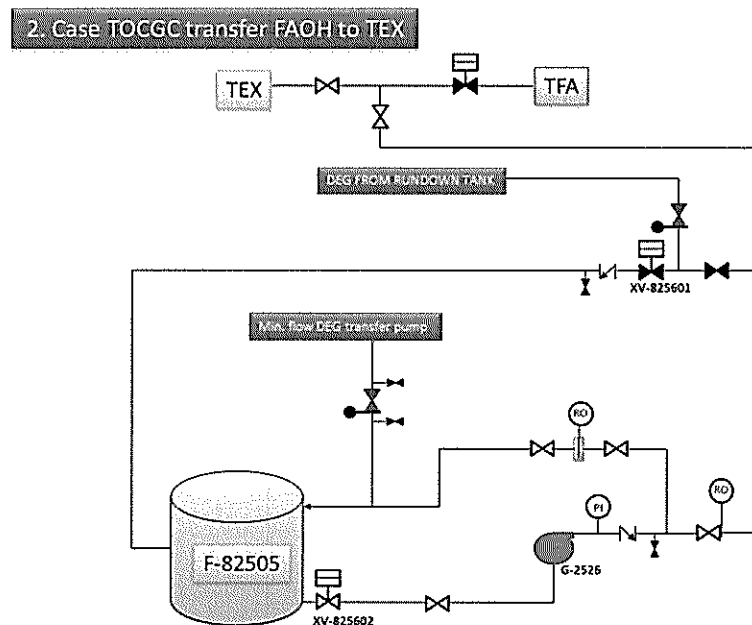 2. Case TOCGC transfer FAOH to TEX
TEX
TFA
DEG FROM RUNDOWN TANK
XV-825601
Min. flow DEG transfer pump
RO
PI
RO
F-82505
G-2526
XV-825602